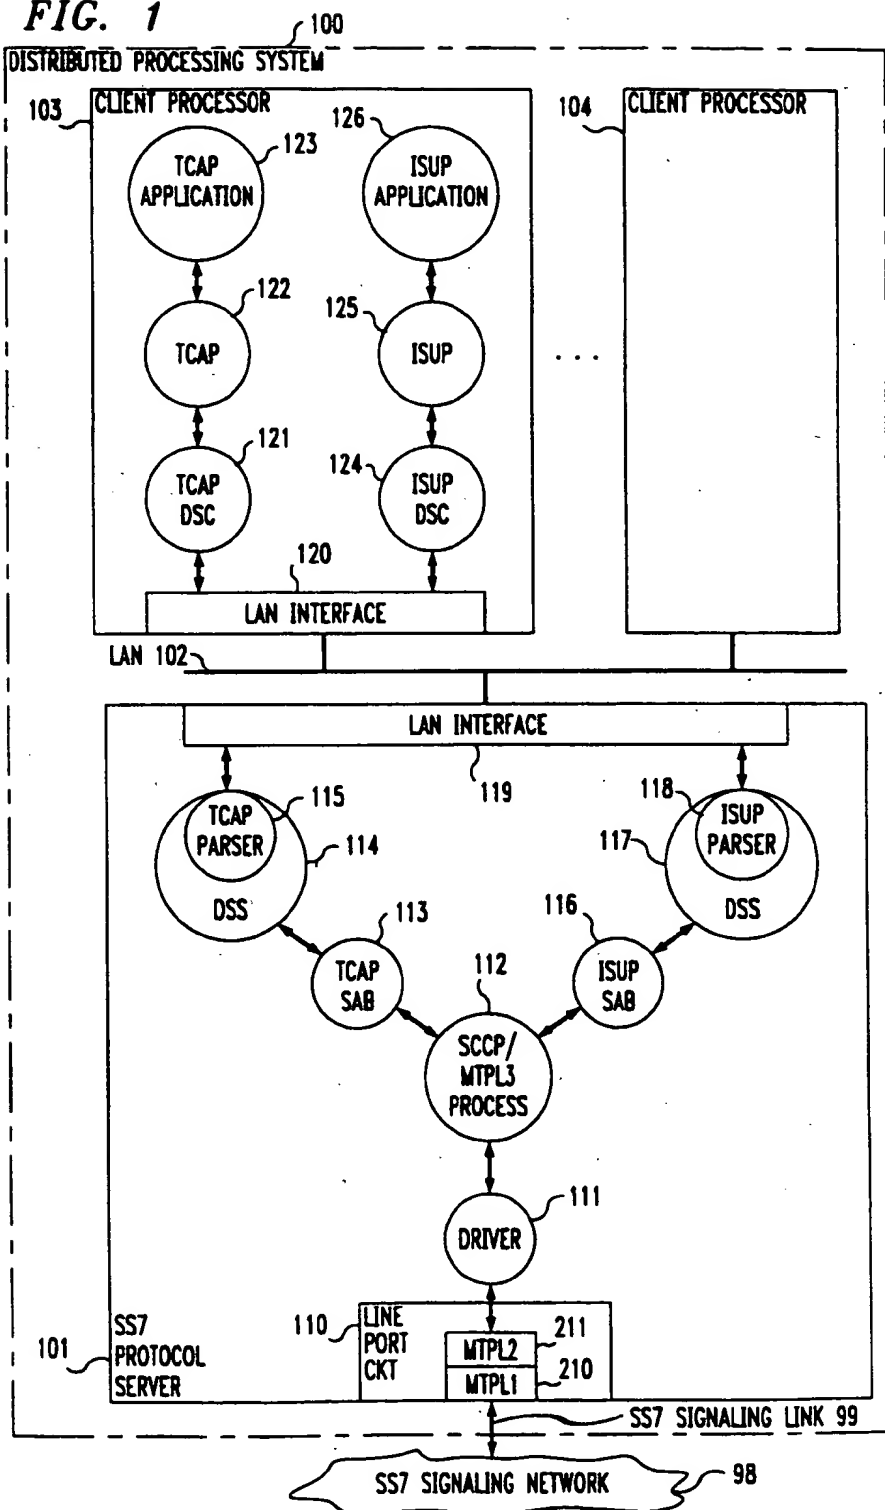 FIG. 1
100
DISTRIBUTED PROCESSING SYSTEM
103
CLIENT PROCESSOR
104
CLIENT PROCESSOR
123
TCAP
APPLICATION
126
ISUP
APPLICATION
122
TCAP
125
ISUP
. . .
121
TCAP
DSC
124
ISUP
DSC
120
LAN INTERFACE
LAN 102
LAN INTERFACE
119
TCAP
PARSER
115
114
DSS
118
ISUP
PARSER
117
DSS
113
TCAP
SAB
116
ISUP
SAB
112
SCCP/
MTPL3
PROCESS
111
DRIVER
110
LINE
PORT
CKT
211
MTPL2
210
MTPL1
101
SS7
PROTOCOL
SERVER
SS7 SIGNALING LINK 99
SS7 SIGNALING NETWORK
98